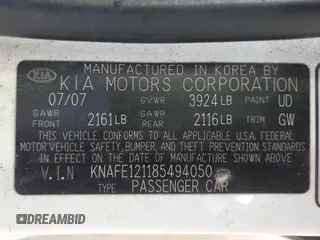 MANUFACTURED IN KOREA BY
KIA KIA MOTORS CORPORATION
07/07 GVWR 3924 LB PAINT UD
GAWR FRONT 2161 LB GAWR REAR 2116 LB TRIM GW
THIS VEHICLE CONFORMS TO ALL APPLICABLE U.S.A. FEDERAL
MOTOR VEHICLE SAFETY, BUMPER, AND THEFT PREVENTION
STANDARDS IN EFFECT ON THE DATE OF MANUFACTURE
SHOWN ABOVE.
V.I.N KNAFE121185494050
TYPE PASSENGER CAR
DREAMBID